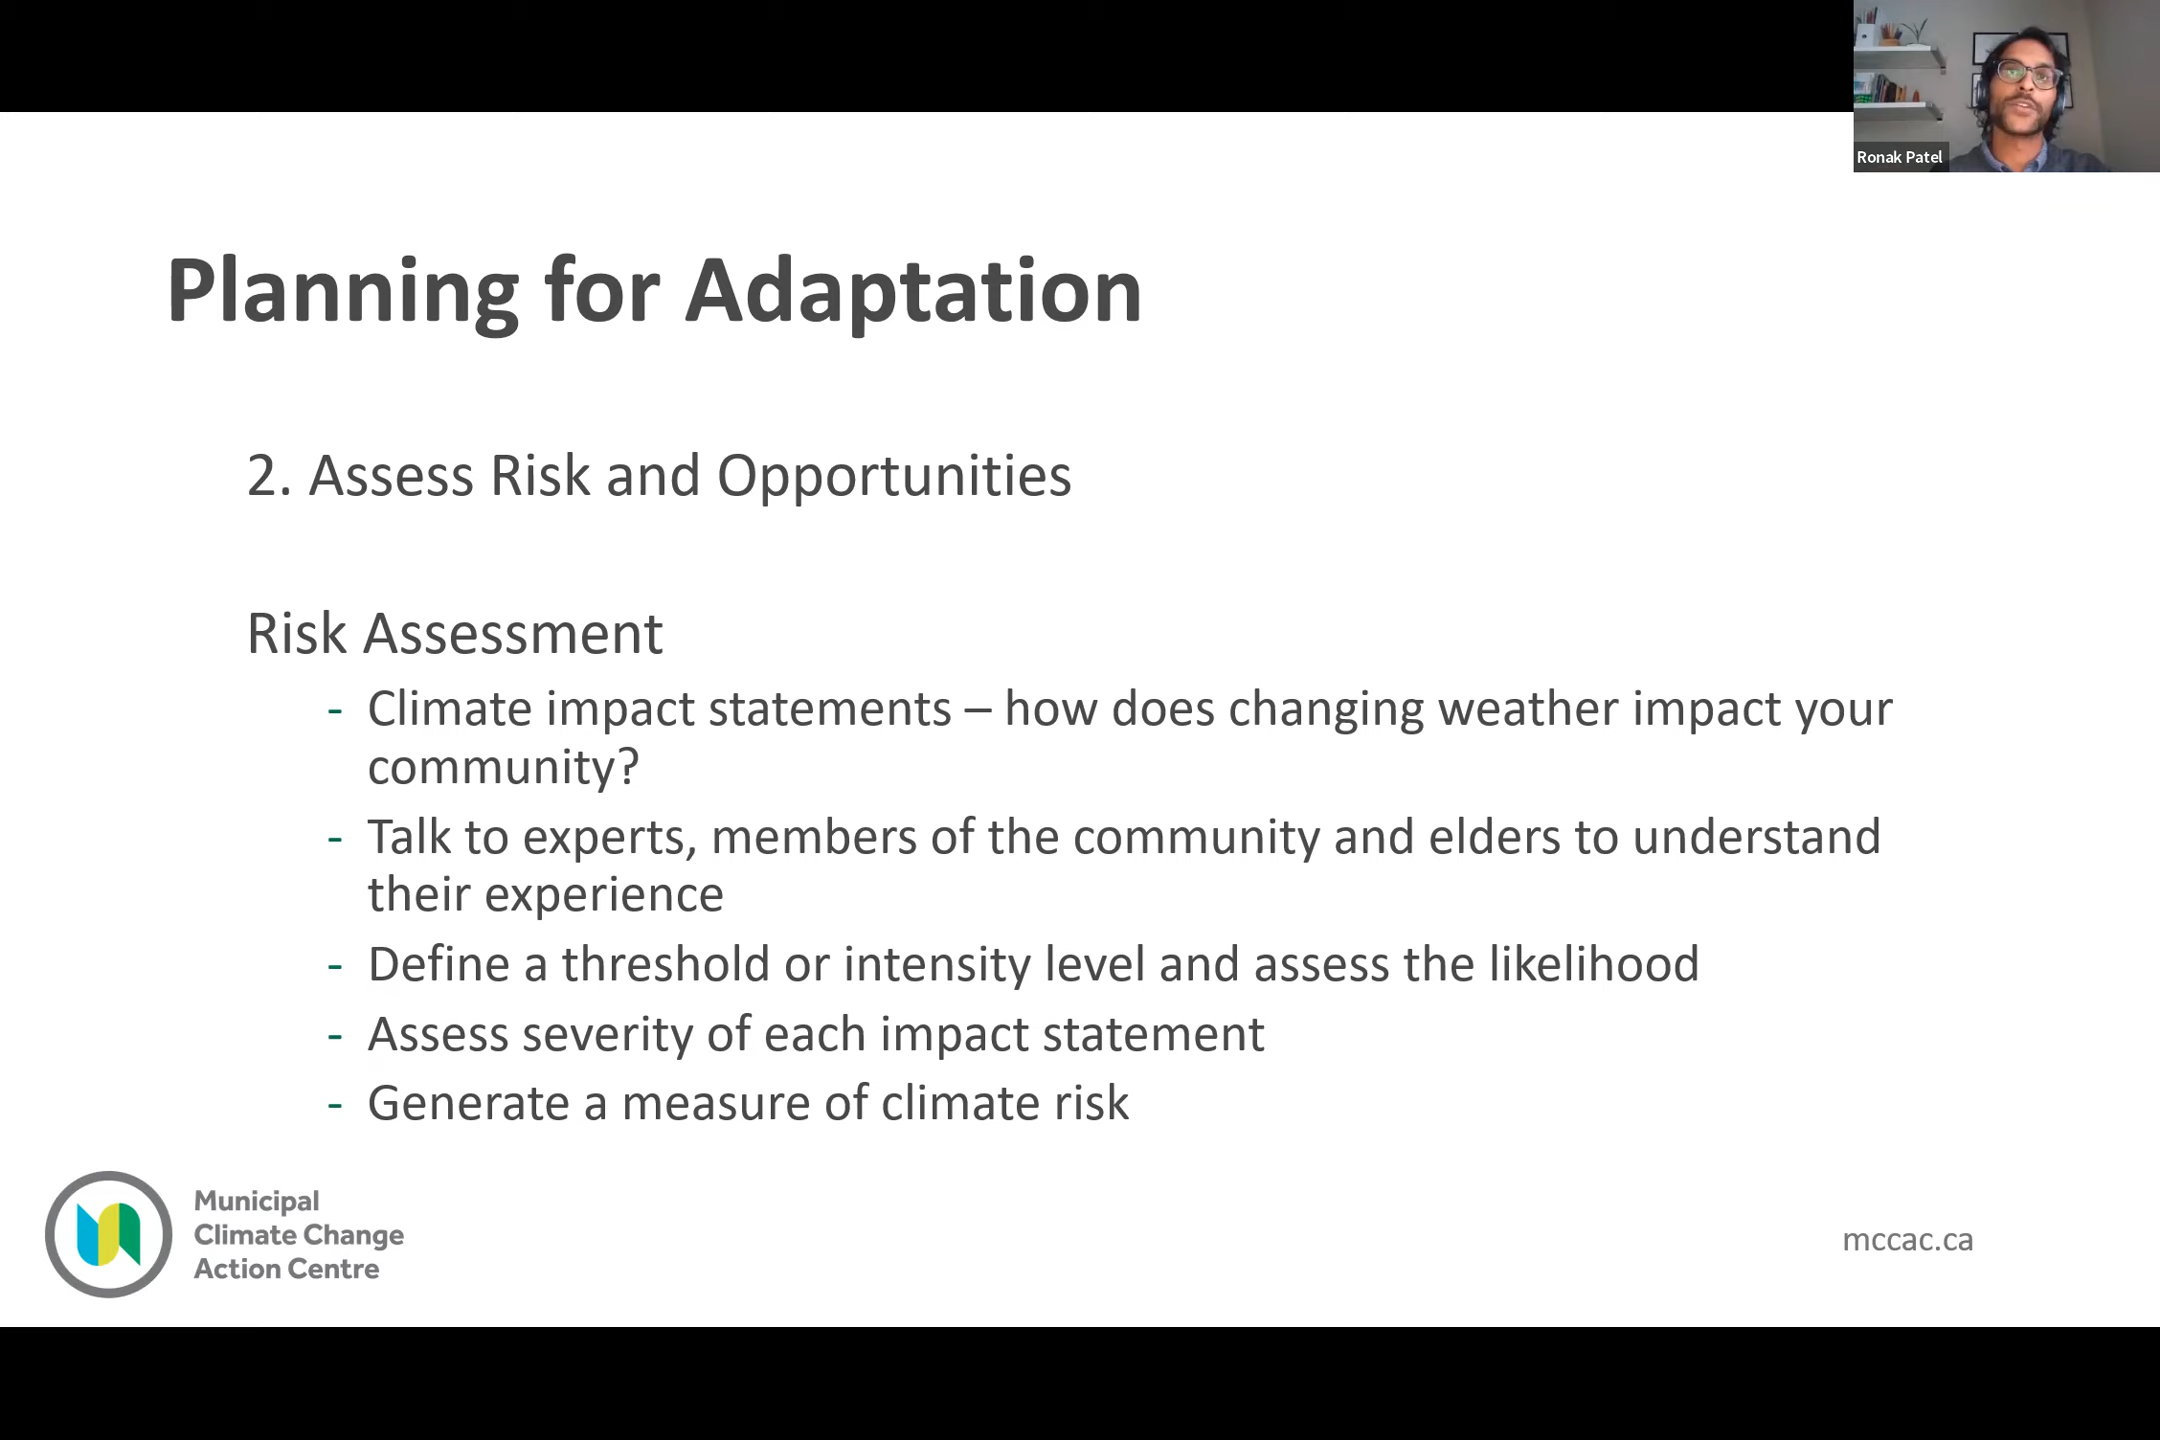 Ronak Patel
Planning for Adaptation
2. Assess Risk and Opportunities
Risk Assessment
- Climate impact statements – how does changing weather impact your
community?
- Talk to experts, members of the community and elders to understand
their experience
- Define a threshold or intensity level and assess the likelihood
- Assess severity of each impact statement
- Generate a measure of climate risk
Municipal
Climate Change
Action Centre
mccac.ca